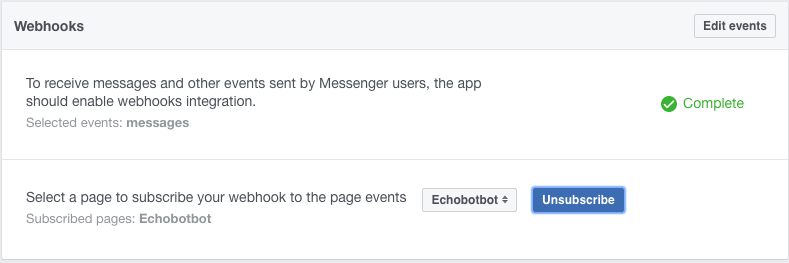 Webhooks
Edit events
To receive messages and other events sent by Messenger users, the app
should enable webhooks integration.
Selected events: messages
Complete
Select a page to subscribe your webhook to the page events
Echobotbot
Unsubscribe
Subscribed pages: Echobotbot